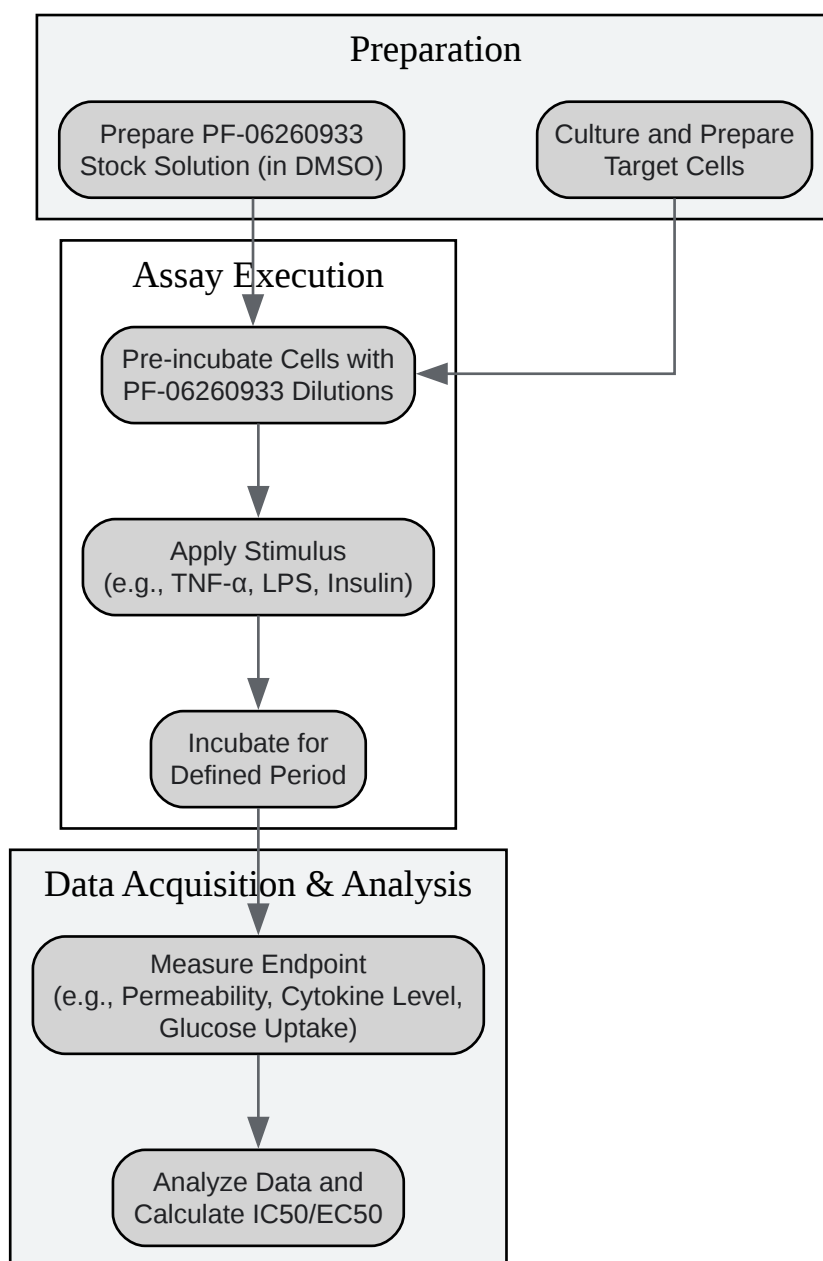 Preparation
Prepare PF-06260933
Stock Solution (in DMSO)
Culture and Prepare
Target Cells
Assay Execution
Pre-incubate Cells with
PF-06260933 Dilutions
Apply Stimulus
(e.g., TNF-α, LPS, Insulin)
Incubate for
Defined Period
Data Acquisition & Analysis
Measure Endpoint
(e.g., Permeability, Cytokine Level,
Glucose Uptake)
Analyze Data and
Calculate IC50/EC50